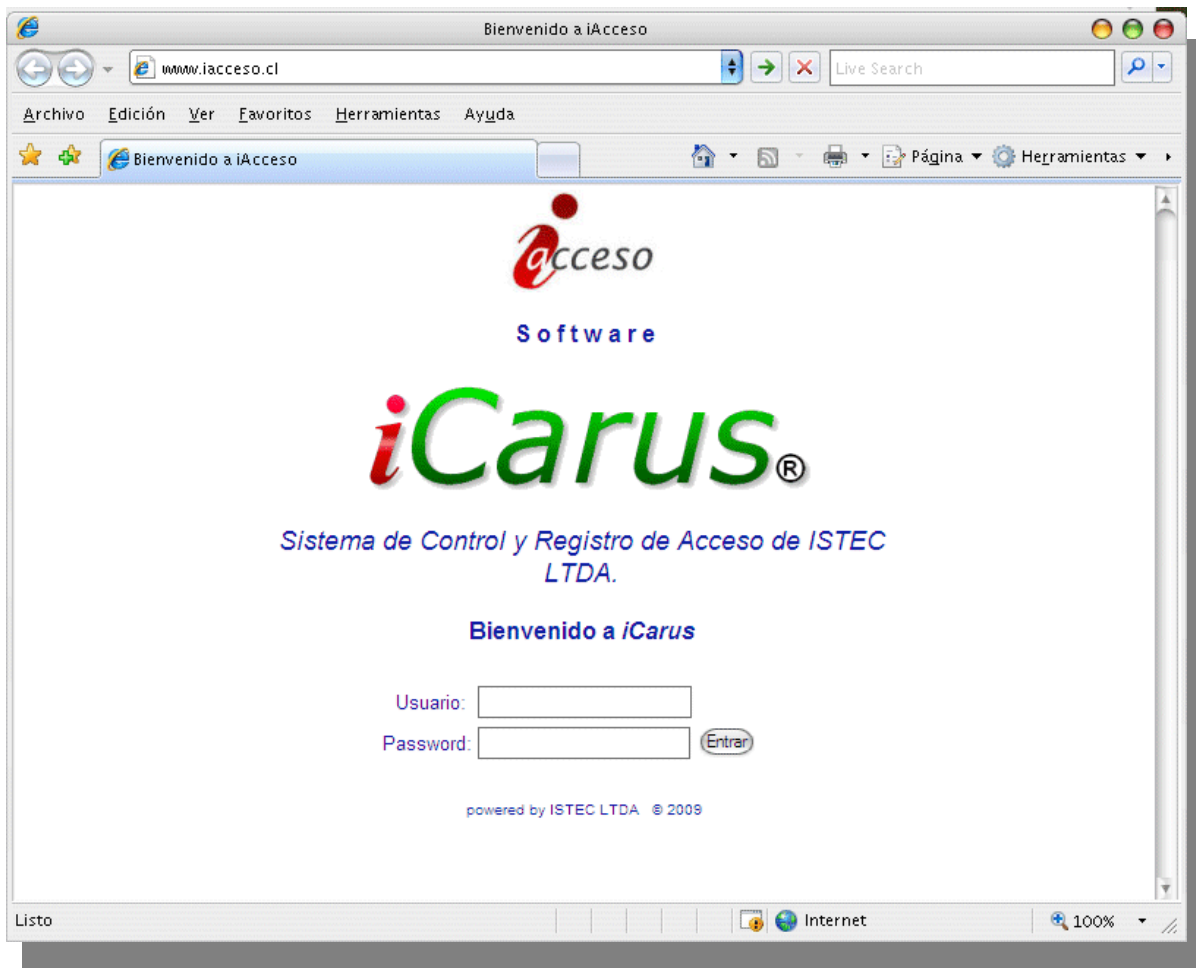 Bienvenido a iAcceso
www.iacceso.cl
Live Search
Archivo Edición Ver Favoritos Herramientas Ayuda
Bienvenido a iAcceso
Página Herramientas
iacceso
Software
iCarus®
Sistema de Control y Registro de Acceso de ISTEC
LTDA.
Bienvenido a iCarus
Usuario:
Password: Entrar
powered by ISTEC LTDA © 2009
Listo Internet 100%